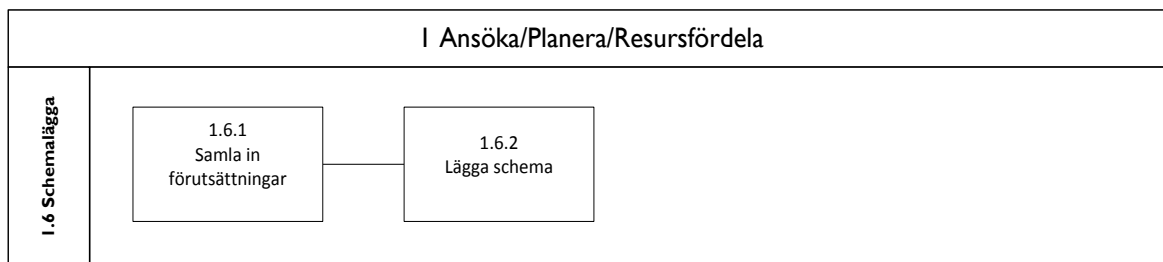 1 Ansöka/Planera/Resursfördela
1.6 Schemalägga
1.6.1
Samla in
förutsättningar
1.6.2
Lägga schema